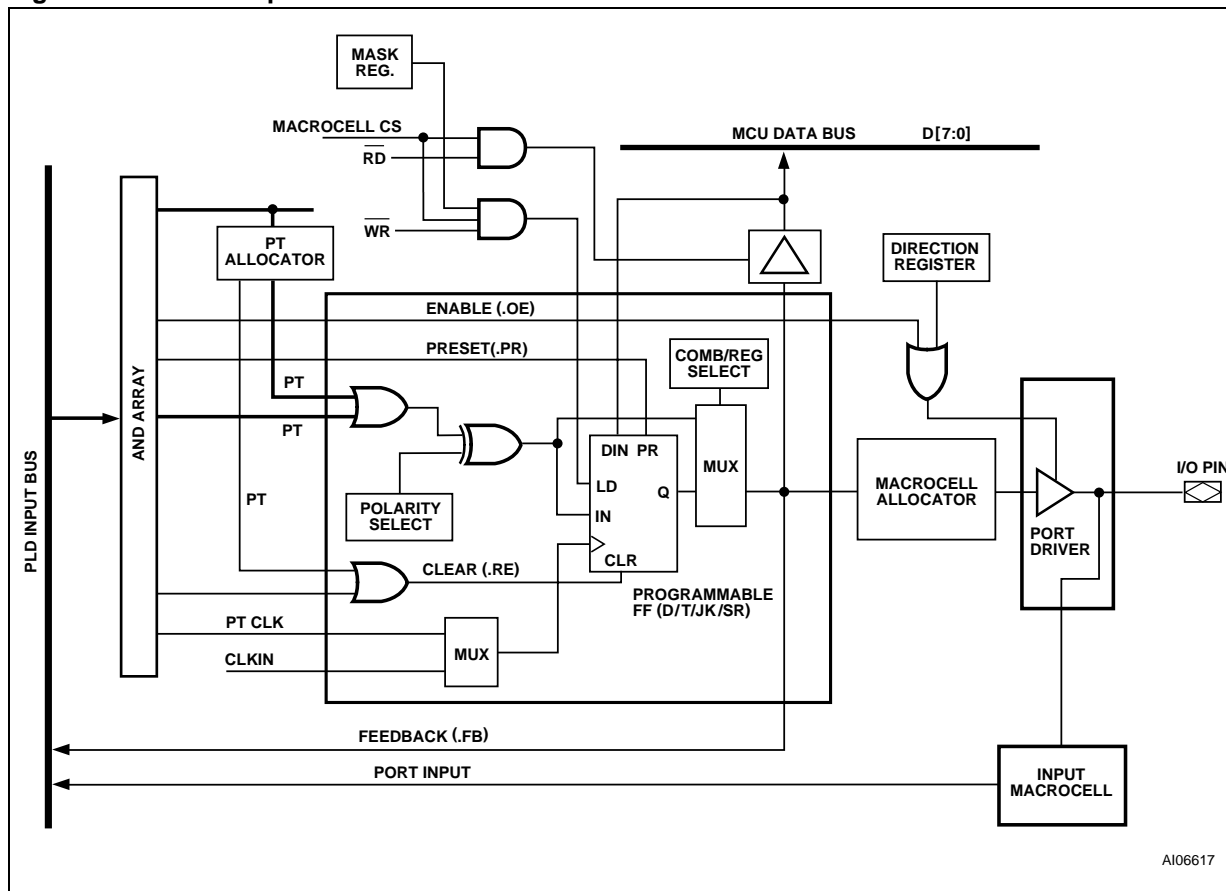 MASK
REG.
MACROCELL CS
RD
WR
MCU DATA BUS D[7:0]
PT
ALLOCATOR
DIRECTION
REGISTER
ENABLE (.OE)
PRESET(.PR)
COMB/REG
SELECT
PT
PT
AND ARRAY
PLD INPUT BUS
DIN PR
MUX
LD
Q
IN
CLR
POLARITY
SELECT
PT
MACROCELL
ALLOCATOR
I/O PIN
PORT
DRIVER
CLEAR (.RE)
PROGRAMMABLE
FF (D/T/JK/SR)
PT CLK
MUX
CLKIN
FEEDBACK (.FB)
PORT INPUT
INPUT
MACROCELL
AI06617